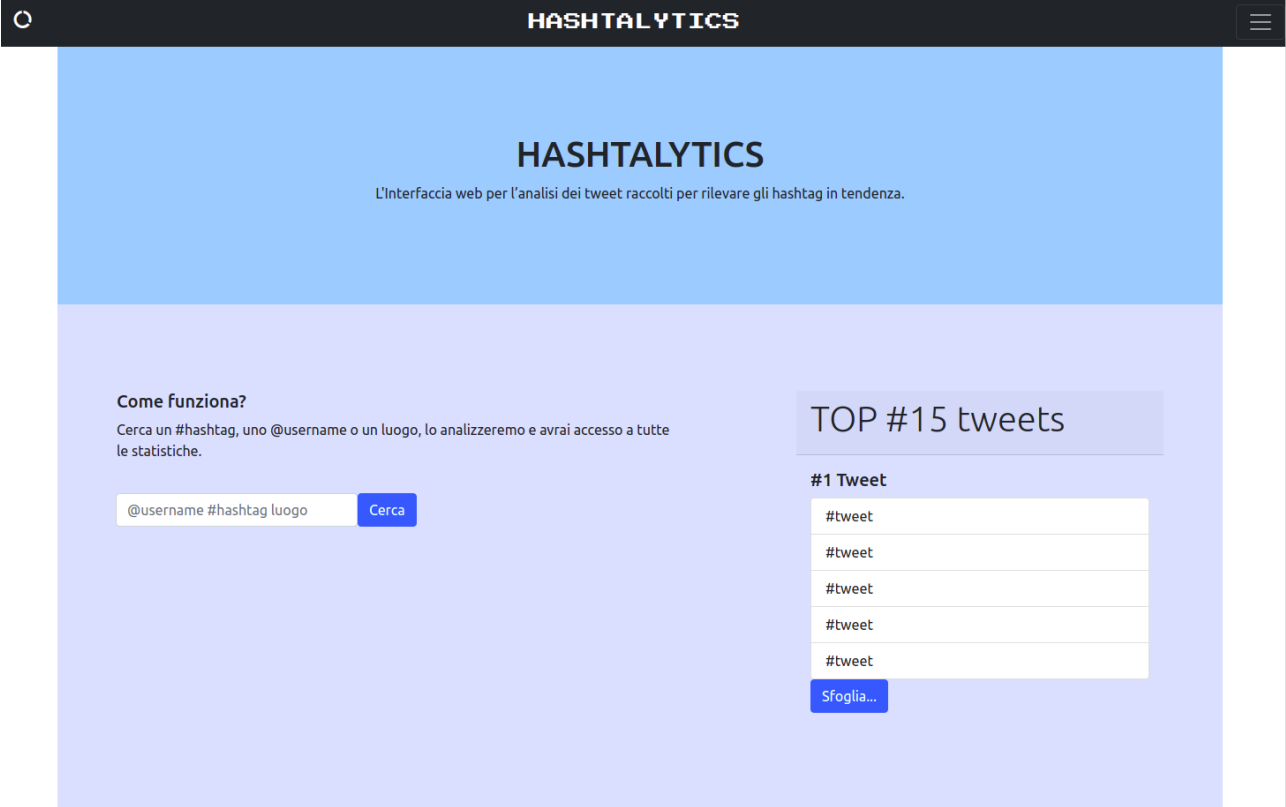 HASHTALYTICS
HASHTALYTICS
L'Interfaccia web per l’analisi dei tweet raccolti per rilevare gli hashtag in tendenza.
Come funziona?
Cerca un #hashtag, uno @username o un luogo, lo analizzeremo e avrai accesso a tutte
le statistiche.
@username #hashtag luogo
Cerca
TOP #15 tweets
#1 Tweet
#tweet
#tweet
#tweet
#tweet
#tweet
Sfoglia...